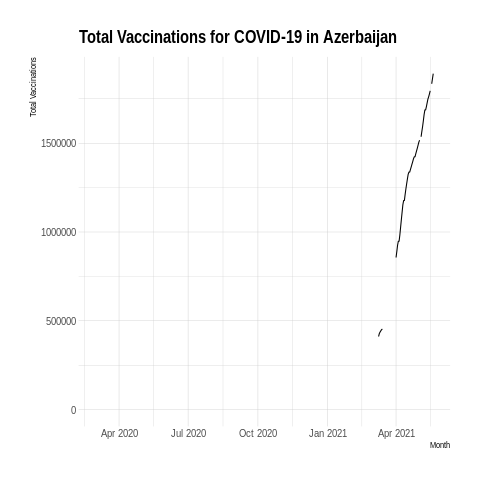 Total Vaccinations for COVID-19 in Azerbaijan
Total Vaccinations
1500000
1000000
500000
0
Apr 2020 Jul 2020 Oct 2020 Jan 2021 Apr 2021
Month